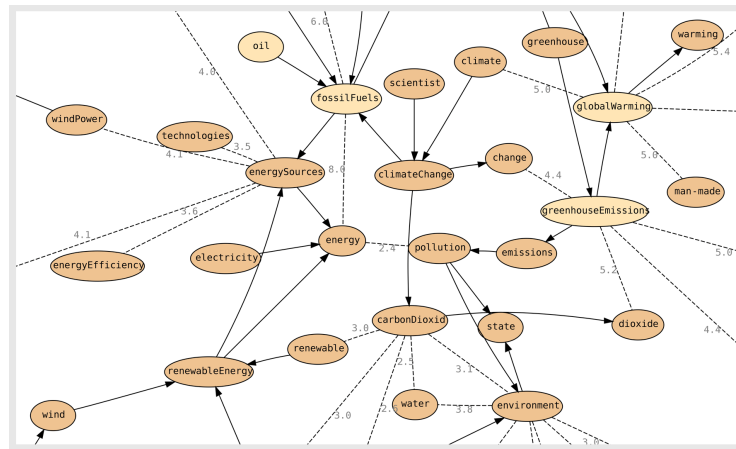 6.0
greenhouse
warming
oil
5.4
climate
4.0
scientist
5.0
fossilFuels
globalWarming
windPower
technologies
3.5
4.1
5.0
change
energySources
8.0
climateChange
4.4
man-made
3.6
greenhouseEmissions
4.1
energy
2.4
pollution
emissions
5.0
electricity
energyEfficiency
5.2
carbonDioxid
state
dioxide
3.0
4.4
renewable
2.5
3.1
renewableEnergy
wind
3.0
2.6
water
3.8
environment
3.0